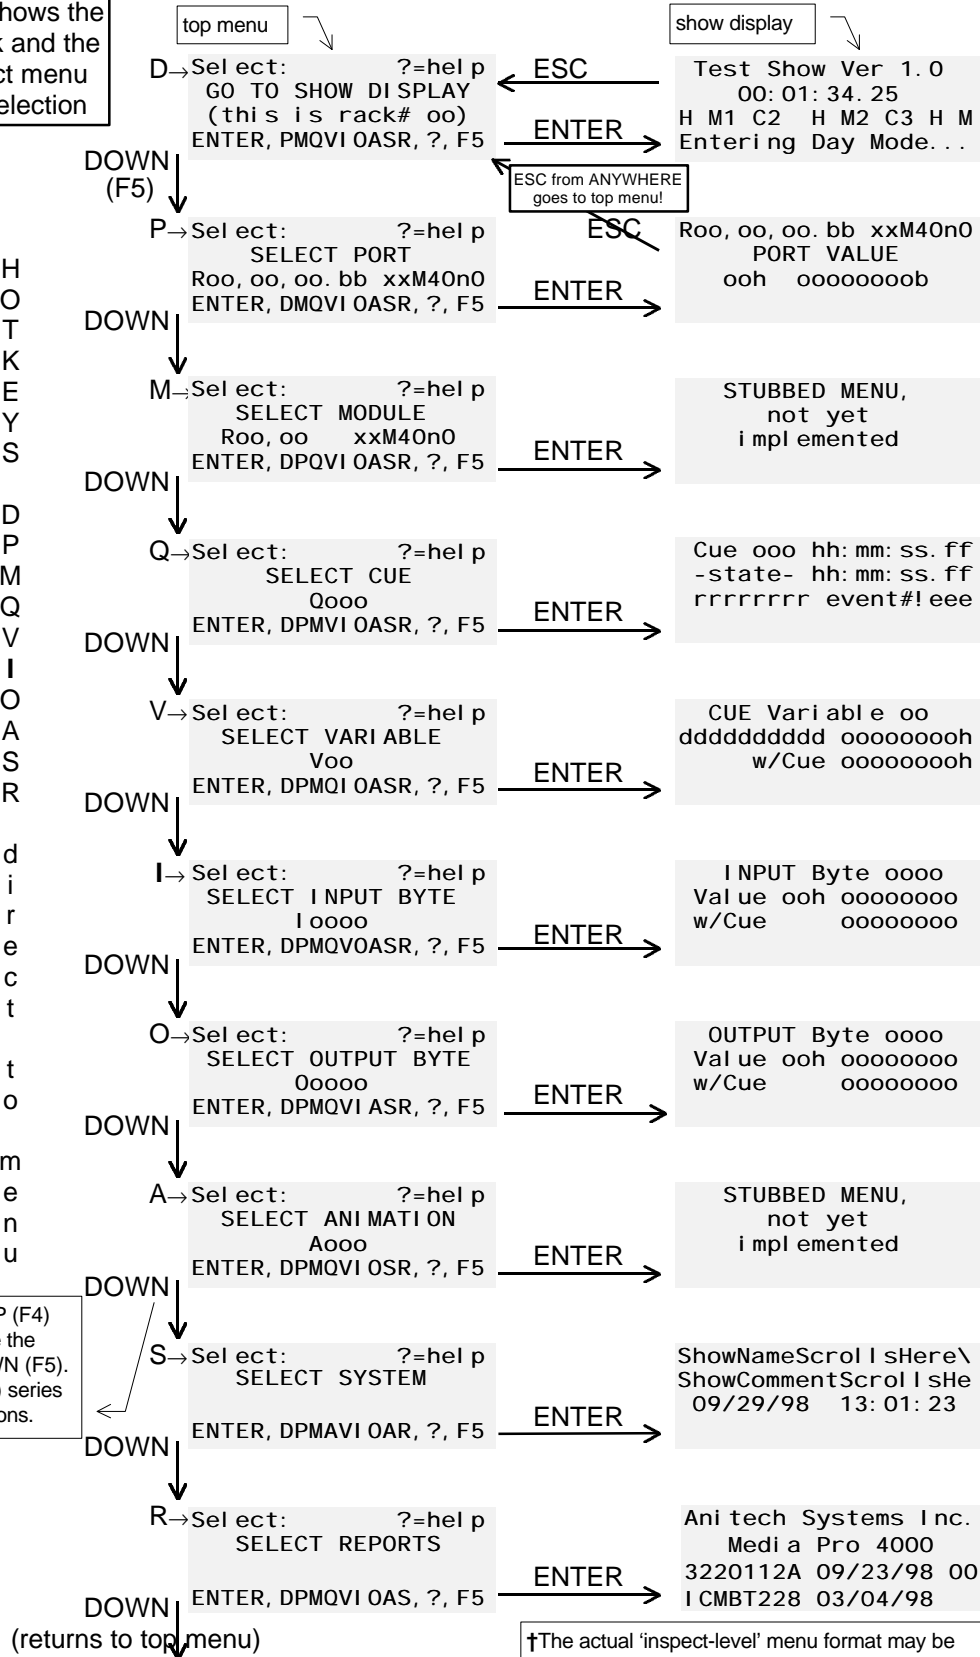 hows the
k and the
ct menu
election
top menu
show display
D→Select: ?=help
GO TO SHOW DISPLAY
(this is rack# oo)
ENTER, PMQVIOASR, ?, F5
ESC
ENTER
Test Show Ver 1.0
00:01:34.25
H M1 C2 H M2 C3 H M
Entering Day Mode...
DOWN
(F5)
ESC from ANYWHERE
goes to top menu!
P→Select: ?=help
SELECT PORT
Roo,oo,oo.bb xxM40n0
ENTER, DMQVIOASR, ?, F5
ESC
ENTER
Roo,oo,oo.bb xxM40n0
PORT VALUE
ooh oooooooob
DOWN
M→Select: ?=help
SELECT MODULE
Roo,oo xxM40n0
ENTER, DPQVIOASR, ?, F5
ENTER
STUBBED MENU,
not yet
implemented
DOWN
Q→Select: ?=help
SELECT CUE
Qooo
ENTER, DPMVIOASR, ?, F5
ENTER
Cue ooo hh:mm:ss.ff
-state- hh:mm:ss.ff
rrrrrrrr event#!eee
DOWN
V→Select: ?=help
SELECT VARIABLE
Voo
ENTER, DPMQIOASR, ?, F5
ENTER
CUE Variable oo
dddddddddd ooooooooh
w/Cue ooooooooh
DOWN
I→Select: ?=help
SELECT INPUT BYTE
Ioooo
ENTER, DPMQVOASR, ?, F5
ENTER
INPUT Byte oooo
Value ooh oooooooo
w/Cue oooooooo
DOWN
O→Select: ?=help
SELECT OUTPUT BYTE
Ooooo
ENTER, DPMQVIASR, ?, F5
ENTER
OUTPUT Byte oooo
Value ooh oooooooo
w/Cue oooooooo
DOWN
A→Select: ?=help
SELECT ANIMATION
Aooo
ENTER, DPMQVIOSR, ?, F5
ENTER
STUBBED MENU,
not yet
implemented
DOWN
S→Select: ?=help
SELECT SYSTEM
ENTER, DPMAVIOAR, ?, F5
ENTER
ShowNameScrollsHere\
ShowCommentScrollsHe
09/29/98 13:01:23
DOWN
R→Select: ?=help
SELECT REPORTS
ENTER, DPMQVIOAS, ?, F5
ENTER
Anitech Systems Inc.
Media Pro 4000
3220112A 09/23/98 00
ICMBT228 03/04/98
DOWN
(returns to top menu)
HOTKEYS DPMQVIOASR direct to menu
P (F4)
e the
WN (F5).
) series
ons.
†The actual ‘inspect-level’ menu format may be